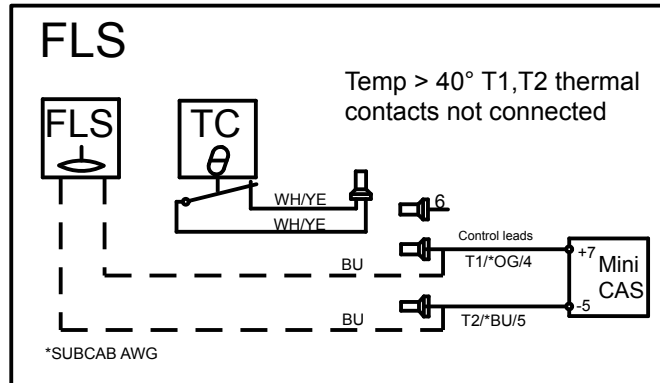 FLS
Temp > 40° T1,T2 thermal
contacts not connected
FLS
TC
WH/YE
WH/YE
6
Control leads
BU
T1/*OG/4
+7
Mini
CAS
-5
BU
T2/*BU/5
*SUBCAB AWG